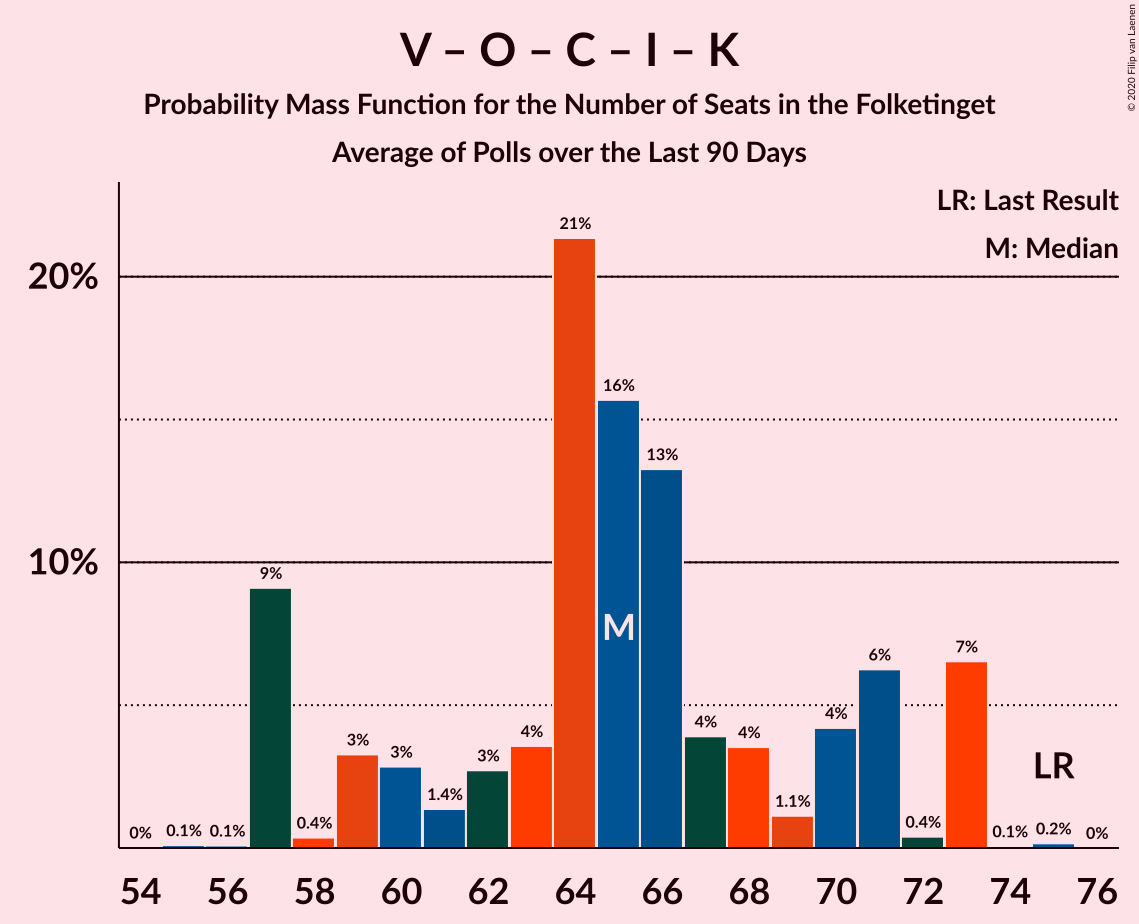 V – O – C – I – K
Probability Mass Function for the Number of Seats in the Folketinget
Average of Polls over the Last 90 Days
© 2020 Filip van Laenen
LR: Last Result
M: Median
20%
10%
0%
0.1%
0.1%
9%
0.4%
3%
3%
1.4%
3%
4%
21%
16%
13%
4%
4%
1.1%
4%
6%
0.4%
7%
0.1%
0.2%
0%
M
LR
54 56 58 60 62 64 66 68 70 72 74 76